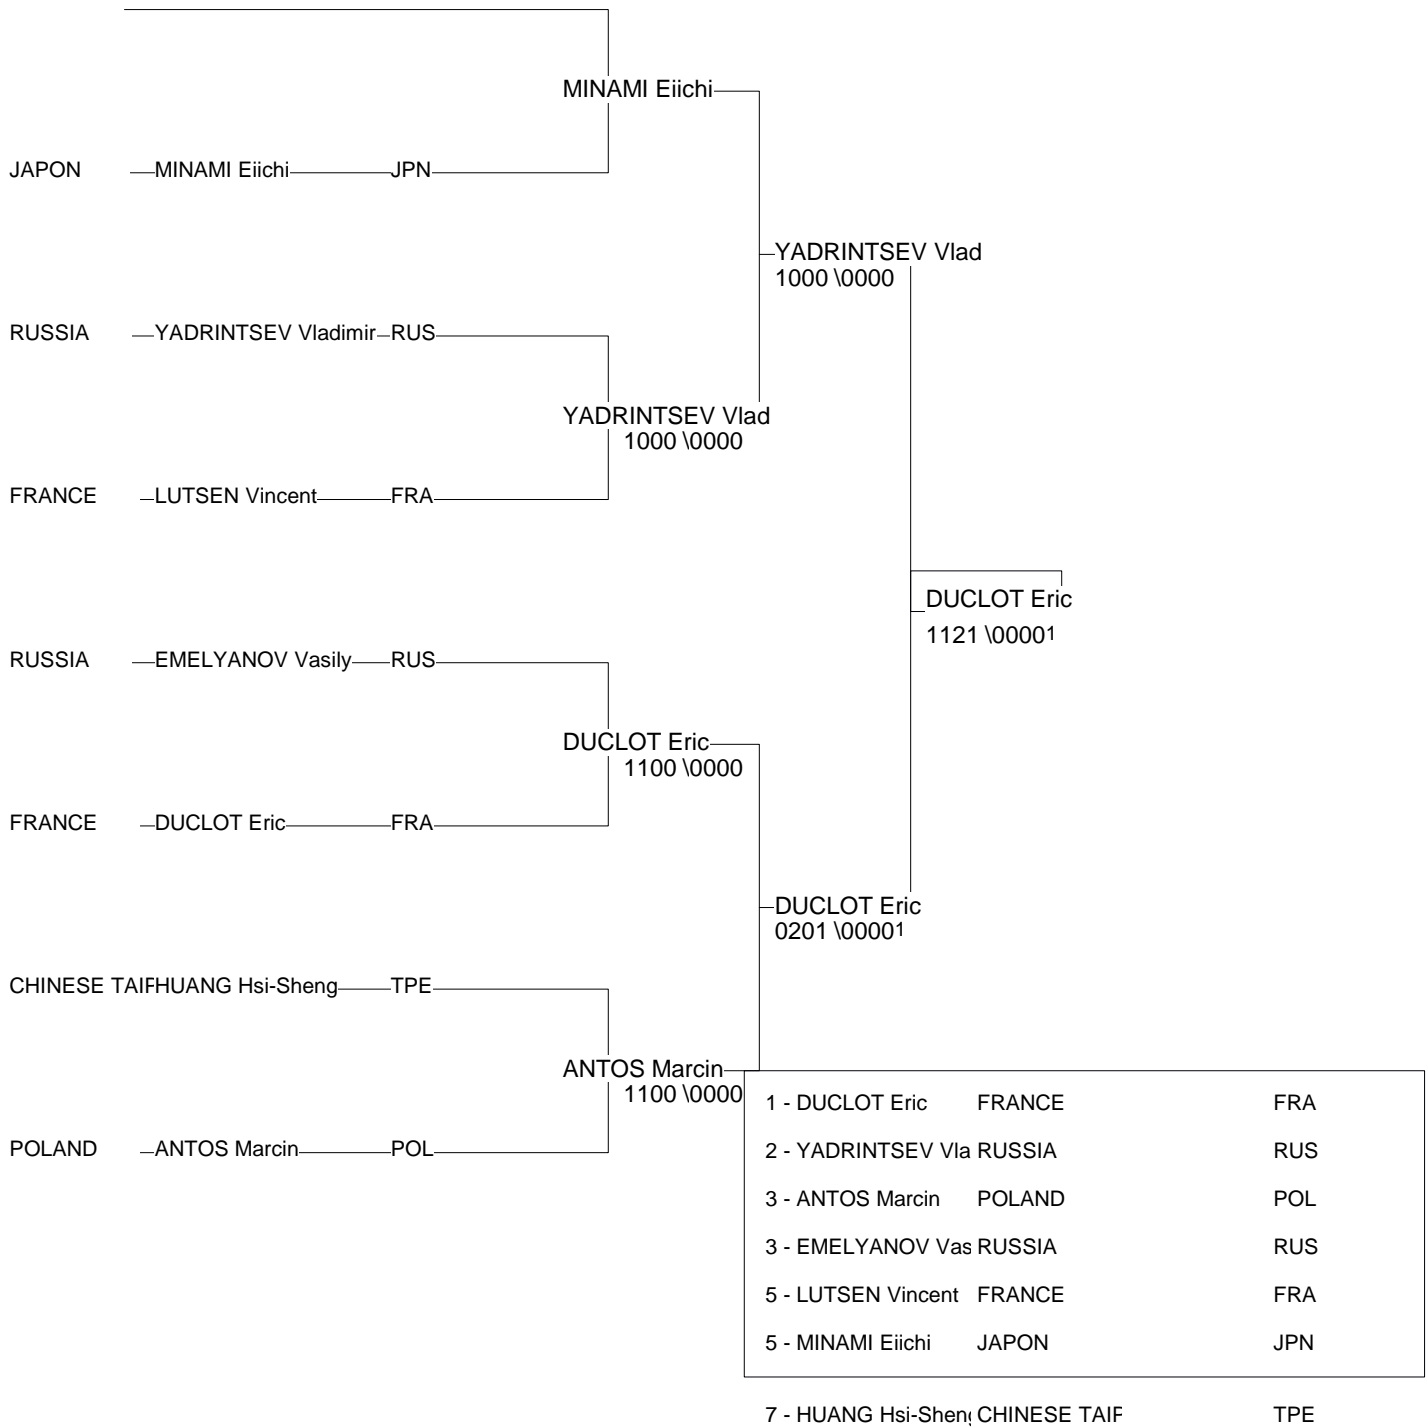 MINAMI Eiichi
JAPON MINAMI Eiichi JPN
YADRINTSEV Vlad
1000 \0000
RUSSIA YADRINTSEV Vladimir RUS
YADRINTSEV Vlad
1000 \0000
FRANCE LUTSEN Vincent FRA
DUCLOT Eric
1121 \00001
RUSSIA EMELYANOV Vasily RUS
DUCLOT Eric
1100 \0000
FRANCE DUCLOT Eric FRA
DUCLOT Eric
0201 \00001
CHINESE TAIPHUANG Hsi-Sheng TPE
ANTOS Marcin
1100 \0000
POLAND ANTOS Marcin POL
1 - DUCLOT Eric FRANCE FRA
2 - YADRINTSEV Vla RUSSIA RUS
3 - ANTOS Marcin POLAND POL
3 - EMELYANOV Vas RUSSIA RUS
5 - LUTSEN Vincent FRANCE FRA
5 - MINAMI Eiichi JAPON JPN
7 - HUANG Hsi-Sheng CHINESE TAIP TPE